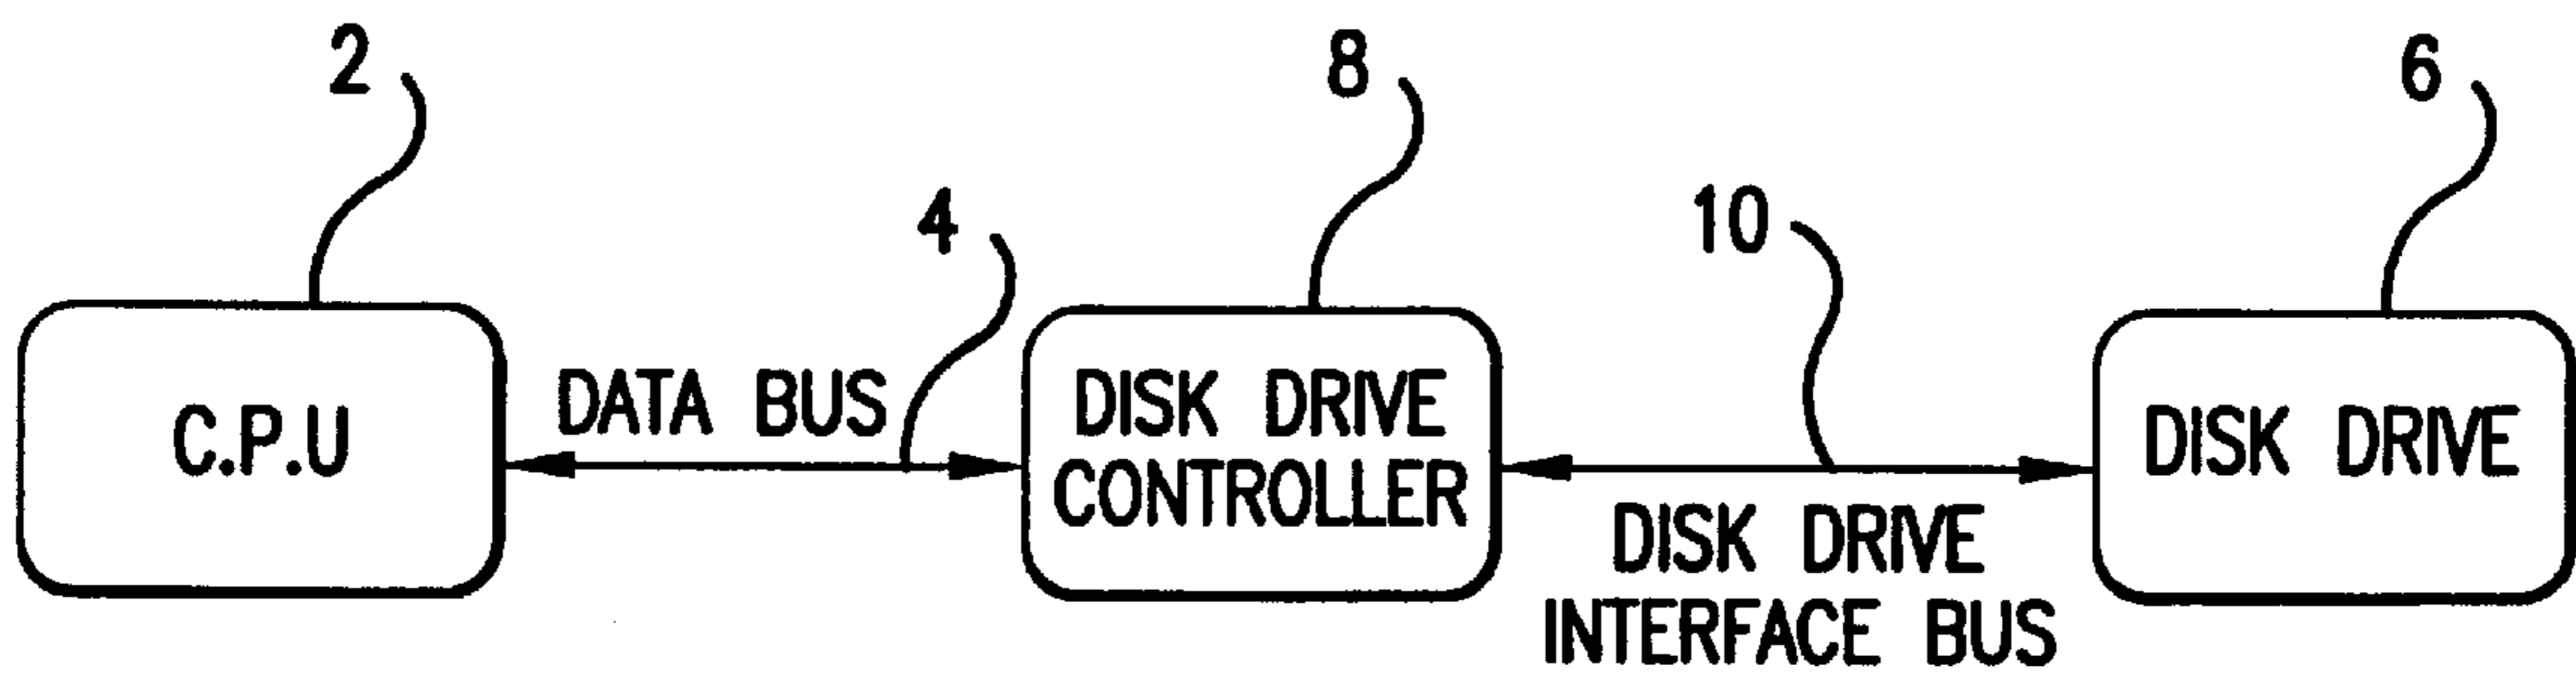 2
8
6
4
10
C.P.U
DATA BUS
DISK DRIVE
CONTROLLER
DISK DRIVE
INTERFACE BUS
DISK DRIVE